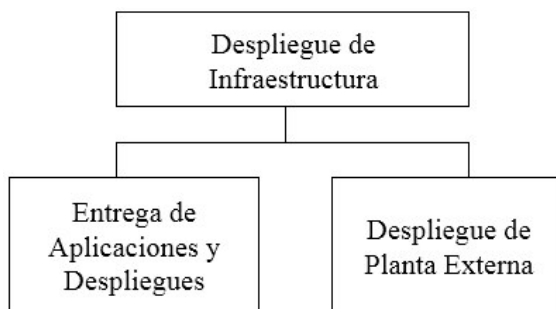 Despliegue de
Infraestructura
Entrega de
Aplicaciones y
Despliegues
Despliegue de
Planta Externa